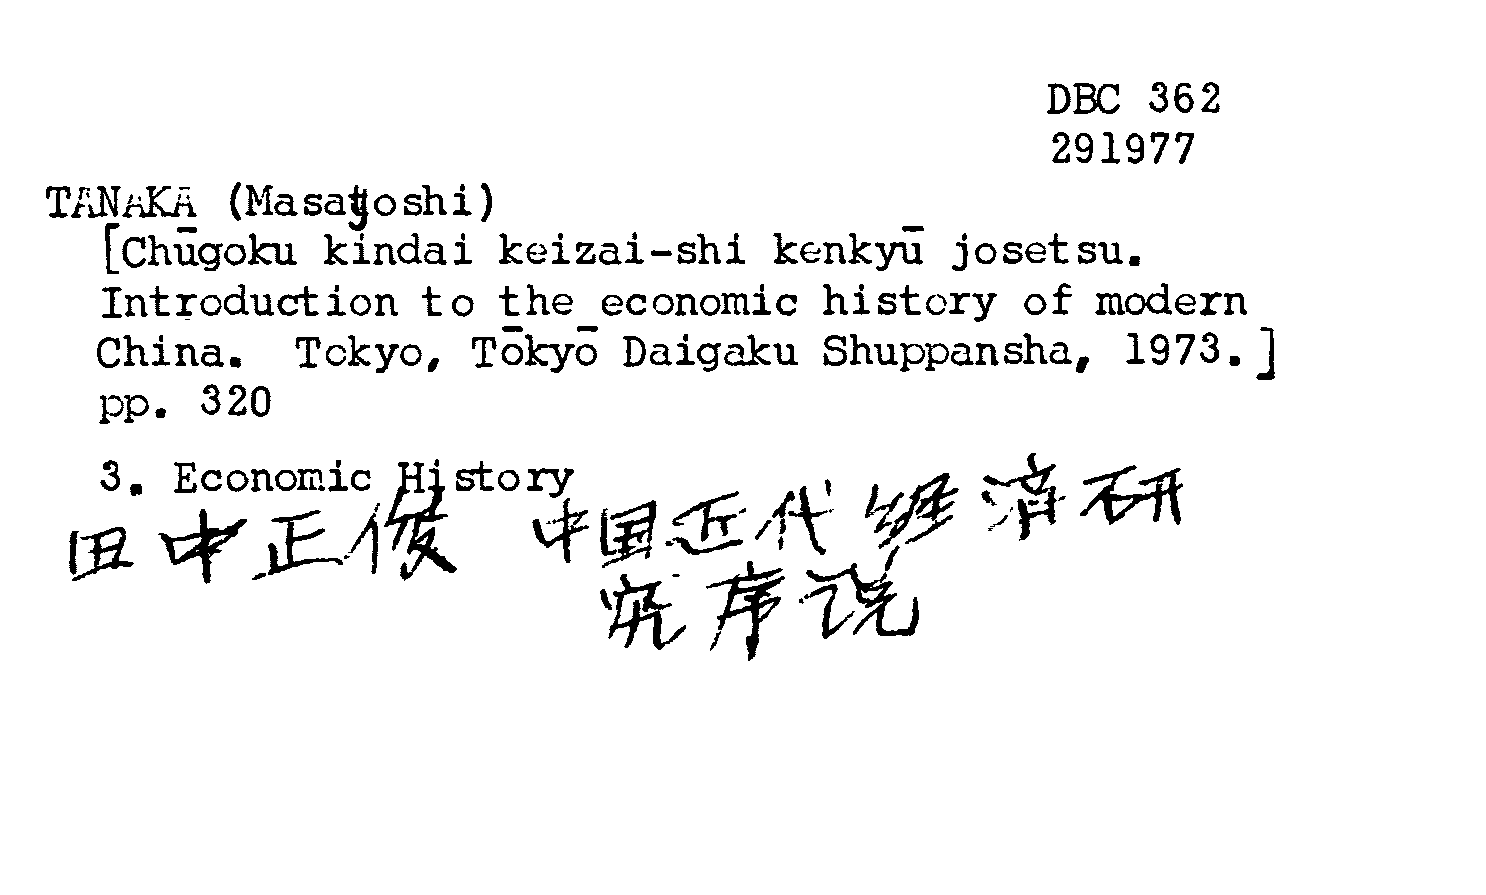 DBC 362
291977
TANAKA (Masatoshi)
[Chūgoku kindai keizai-shi kenkyū josetsu.
Introduction to the economic history of modern
China. Tokyo, Tōkyō Daigaku Shuppansha, 1973.]
pp. 320
3. Economic History
田中正俊 中国近代経済研
究序说